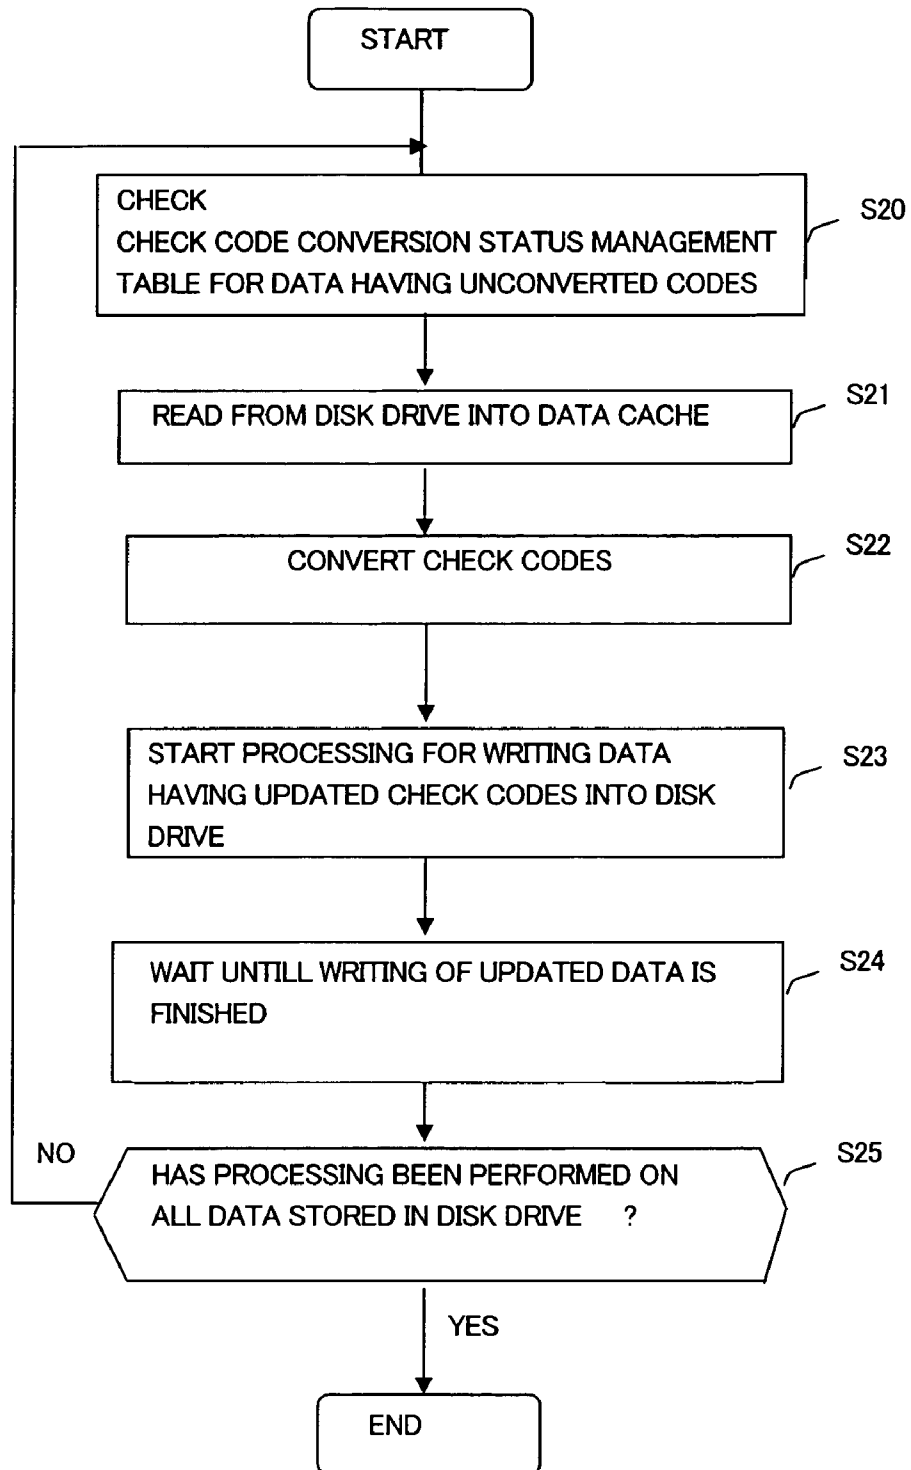 START
CHECK
CHECK CODE CONVERSION STATUS MANAGEMENT
TABLE FOR DATA HAVING UNCONVERTED CODES
S20
READ FROM DISK DRIVE INTO DATA CACHE
S21
CONVERT CHECK CODES
S22
START PROCESSING FOR WRITING DATA
HAVING UPDATED CHECK CODES INTO DISK
DRIVE
S23
WAIT UNTILL WRITING OF UPDATED DATA IS
FINISHED
S24
NO
HAS PROCESSING BEEN PERFORMED ON
ALL DATA STORED IN DISK DRIVE ?
S25
YES
END